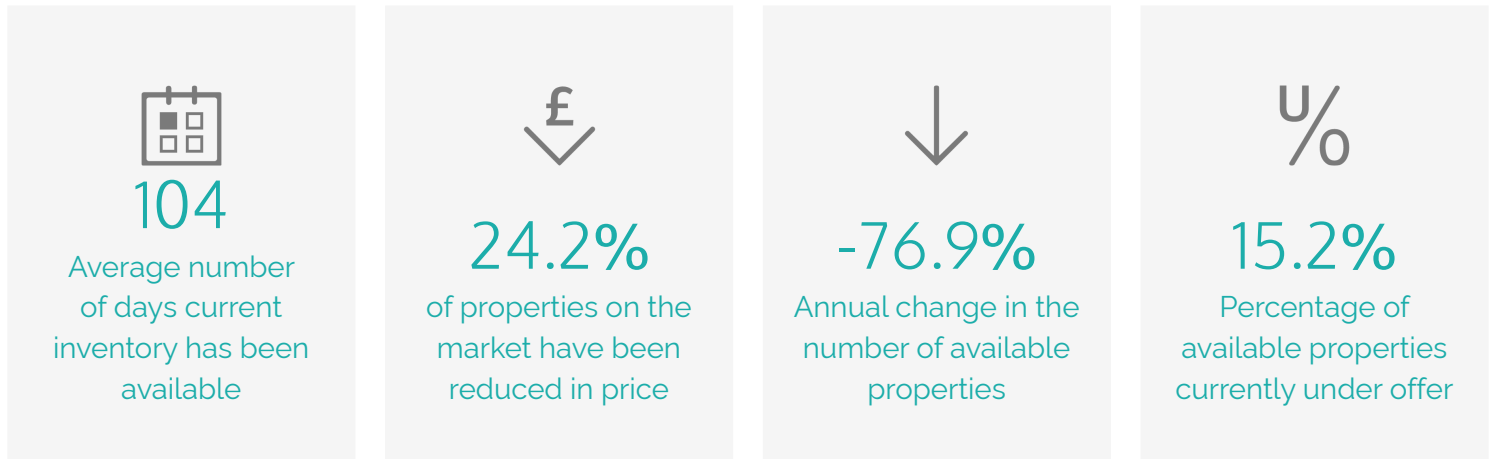 104
Average number
of days current
inventory has been
available
£
24.2%
of properties on the
market have been
reduced in price
-76.9%
Annual change in the
number of available
properties
U/O
15.2%
Percentage of
available properties
currently under offer